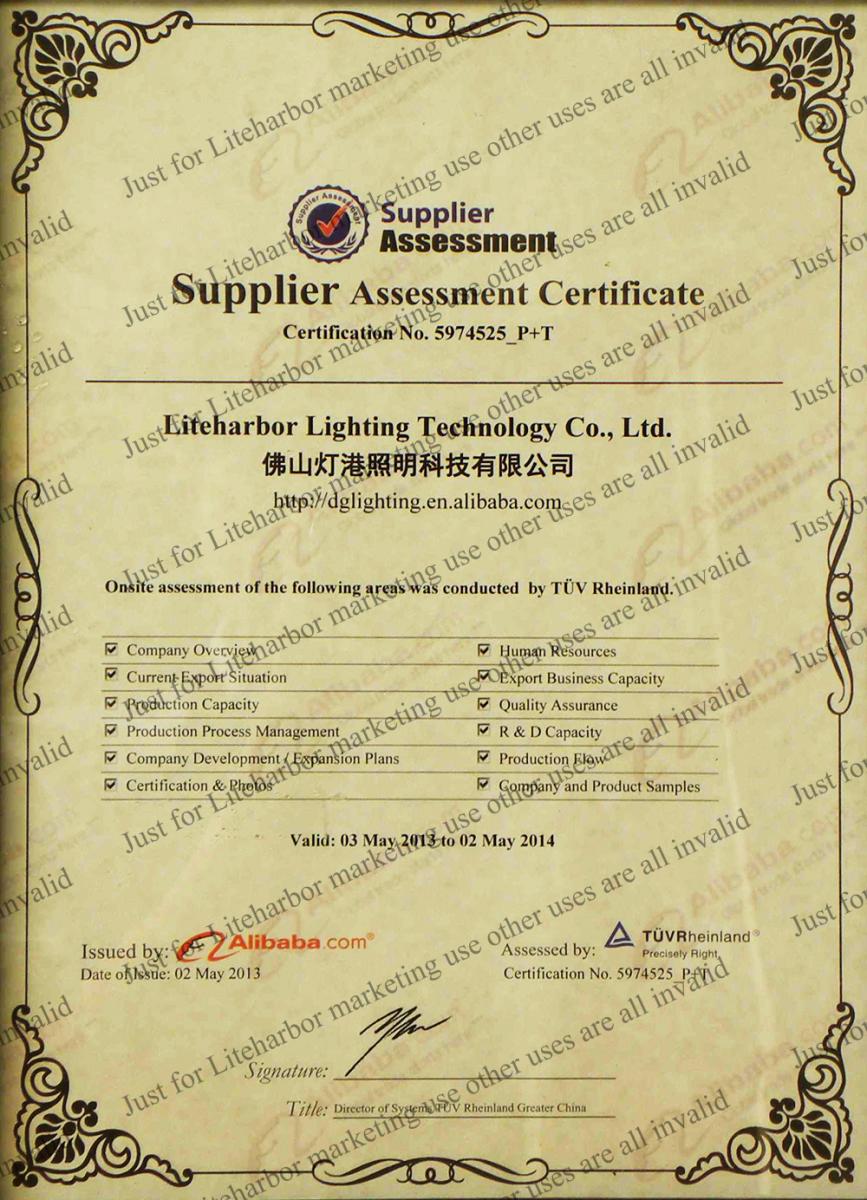 Supplier Assessment
Supplier
Assessment
Supplier Assessment Certificate
Certification No. 5974525_P+T
Liteharbor Lighting Technology Co., Ltd.
佛山灯港照明科技有限公司
http://dglighting.en.alibaba.com
Onsite assessment of the following areas was conducted by TÜV Rheinland.
Company Overview
Human Resources
Current Export Situation
Export Business Capacity
Production Capacity
Quality Assurance
Production Process Management
R & D Capacity
Company Development / Expansion Plans
Production Flow
Certification & Photos
Company and Product Samples
Valid: 03 May 2013 to 02 May 2014
Issued by: Alibaba.com®
Date of Issue: 02 May 2013
Assessed by: TÜVRheinland®
Precisely Right.
Certification No. 5974525_P+T
Signature:
Title: Director of Systems TÜV Rheinland Greater China
Just for Liteharbor marketing use other uses are all invalid